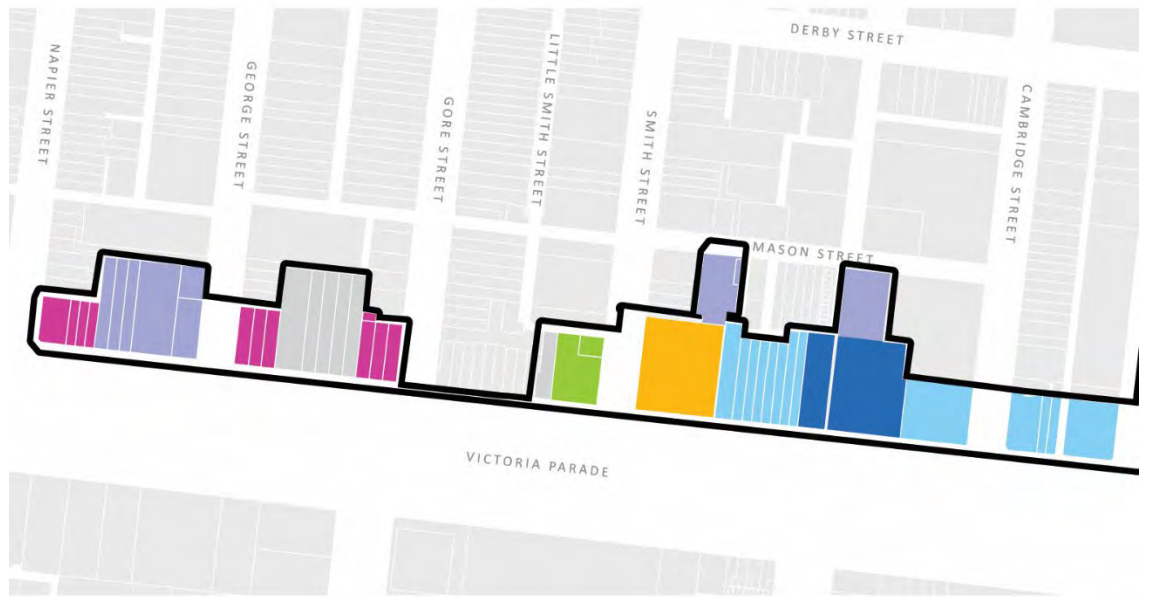 DERBY STREET
NAPIER STREET
GEORGE STREET
GORE STREET
LITTLE SMITH STREET
SMITH STREET
CAMBRIDGE STREET
MASON STREET
VICTORIA PARADE